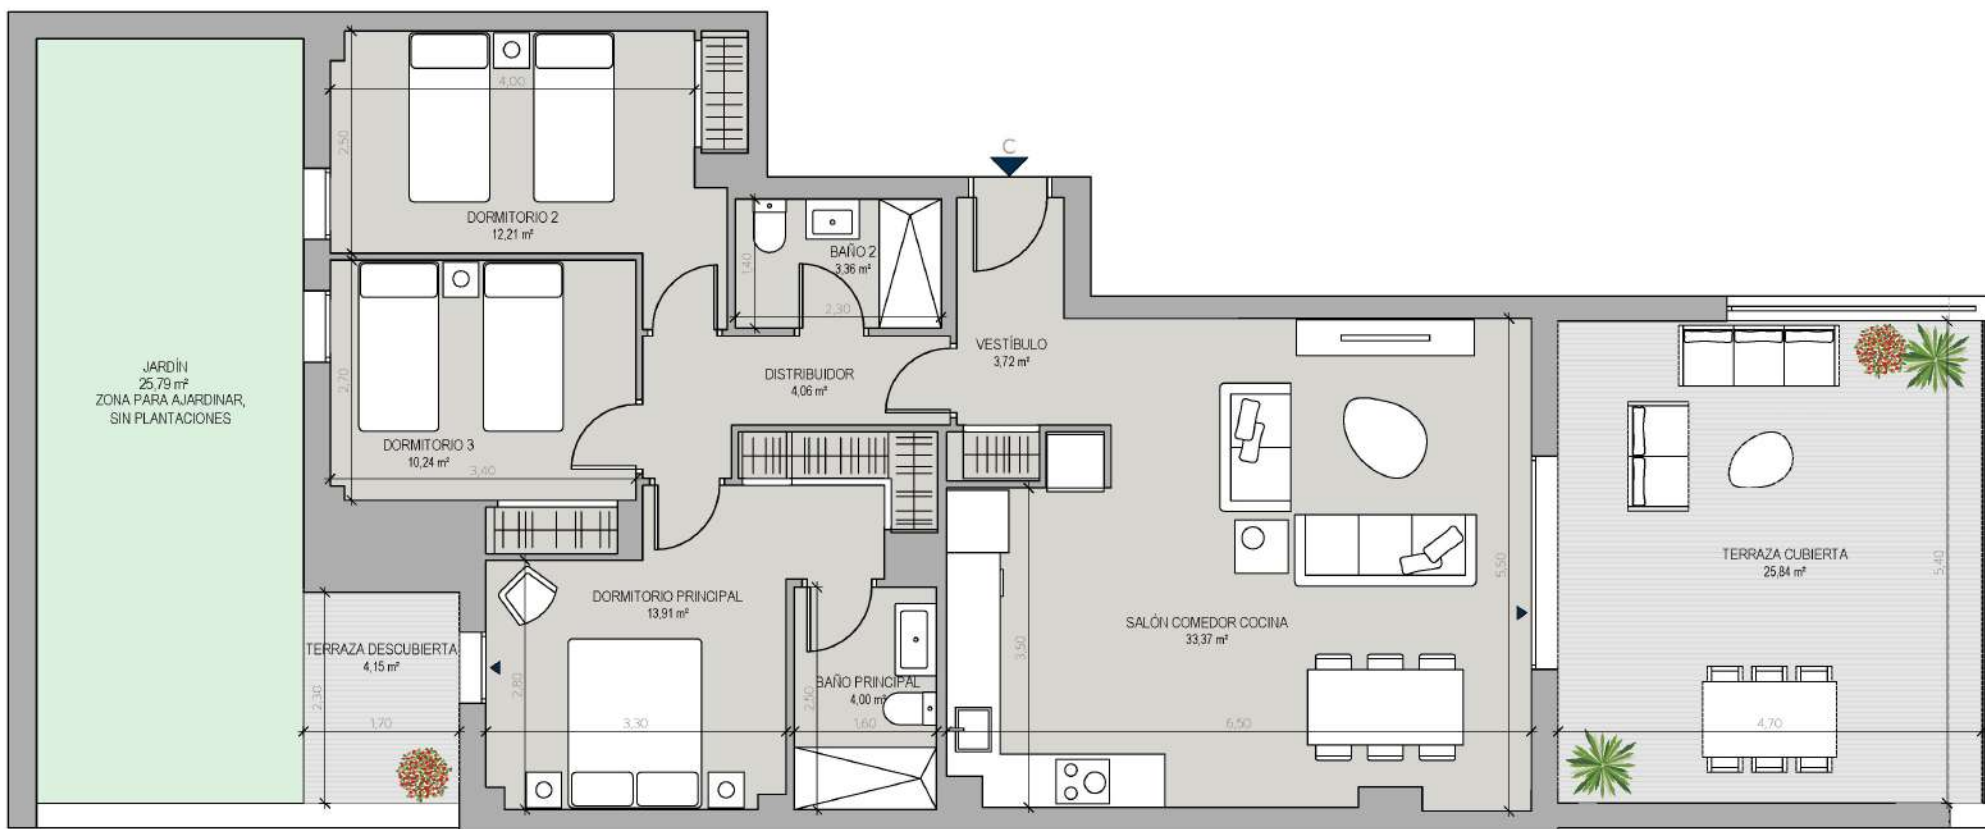 4,00
2,50
DORMITORIO 2
12,21 m²
C
BAÑO 2
3,36 m²
1,40
2,30
JARDÍN
25,79 m²
ZONA PARA AJARDINAR,
SIN PLANTACIONES
2,70
DORMITORIO 3
10,24 m²
3,40
DISTRIBUIDOR
4,06 m²
VESTÍBULO
3,72 m²
TERRAZA DESCUBIERTA
4,15 m²
2,30
1,70
DORMITORIO PRINCIPAL
13,91 m²
2,80
3,30
BAÑO PRINCIPAL
4,00 m²
2,50
1,60
SALÓN COMEDOR COCINA
33,37 m²
3,50
5,50
6,50
TERRAZA CUBIERTA
25,84 m²
5,40
4,70